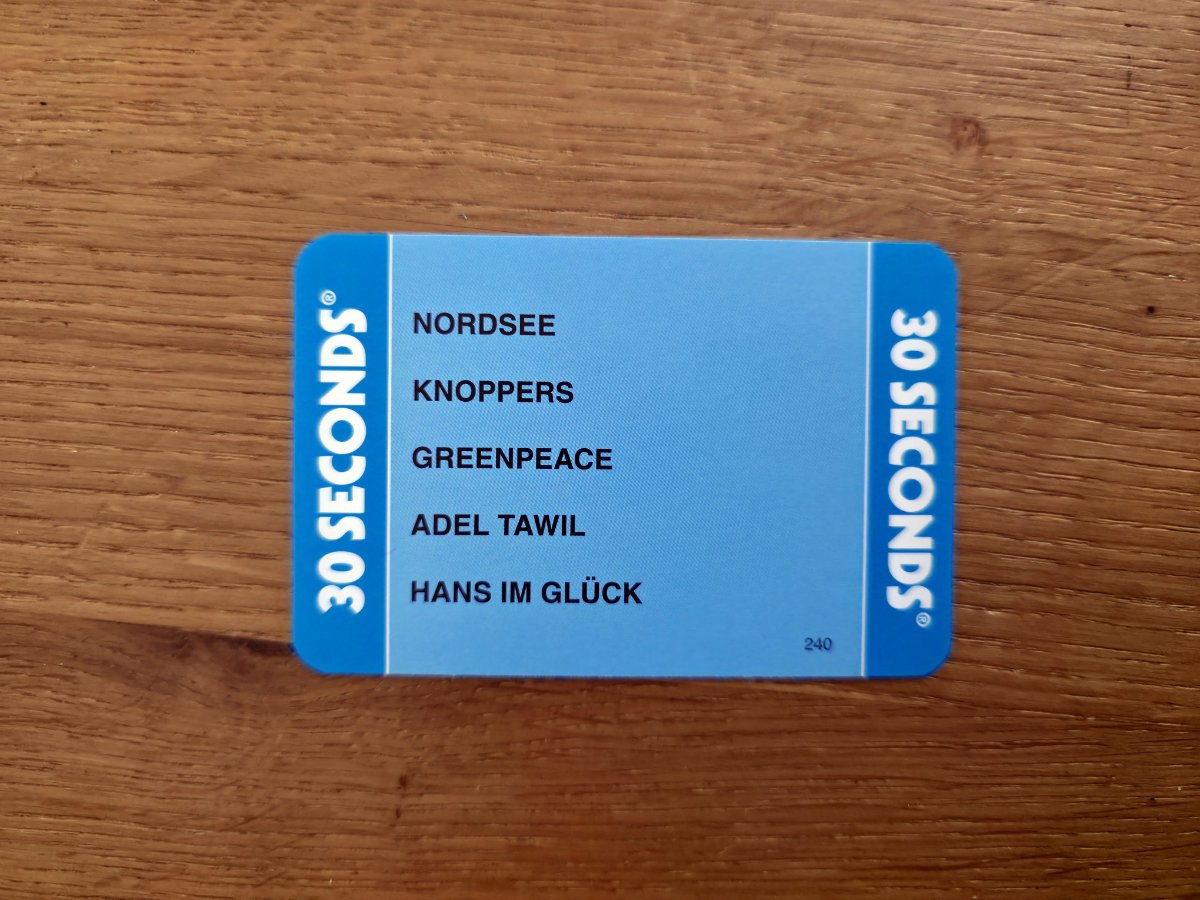 30 SECONDS®
NORDSEE
KNOPPERS
GREENPEACE
ADEL TAWIL
HANS IM GLÜCK
240
30 SECONDS®